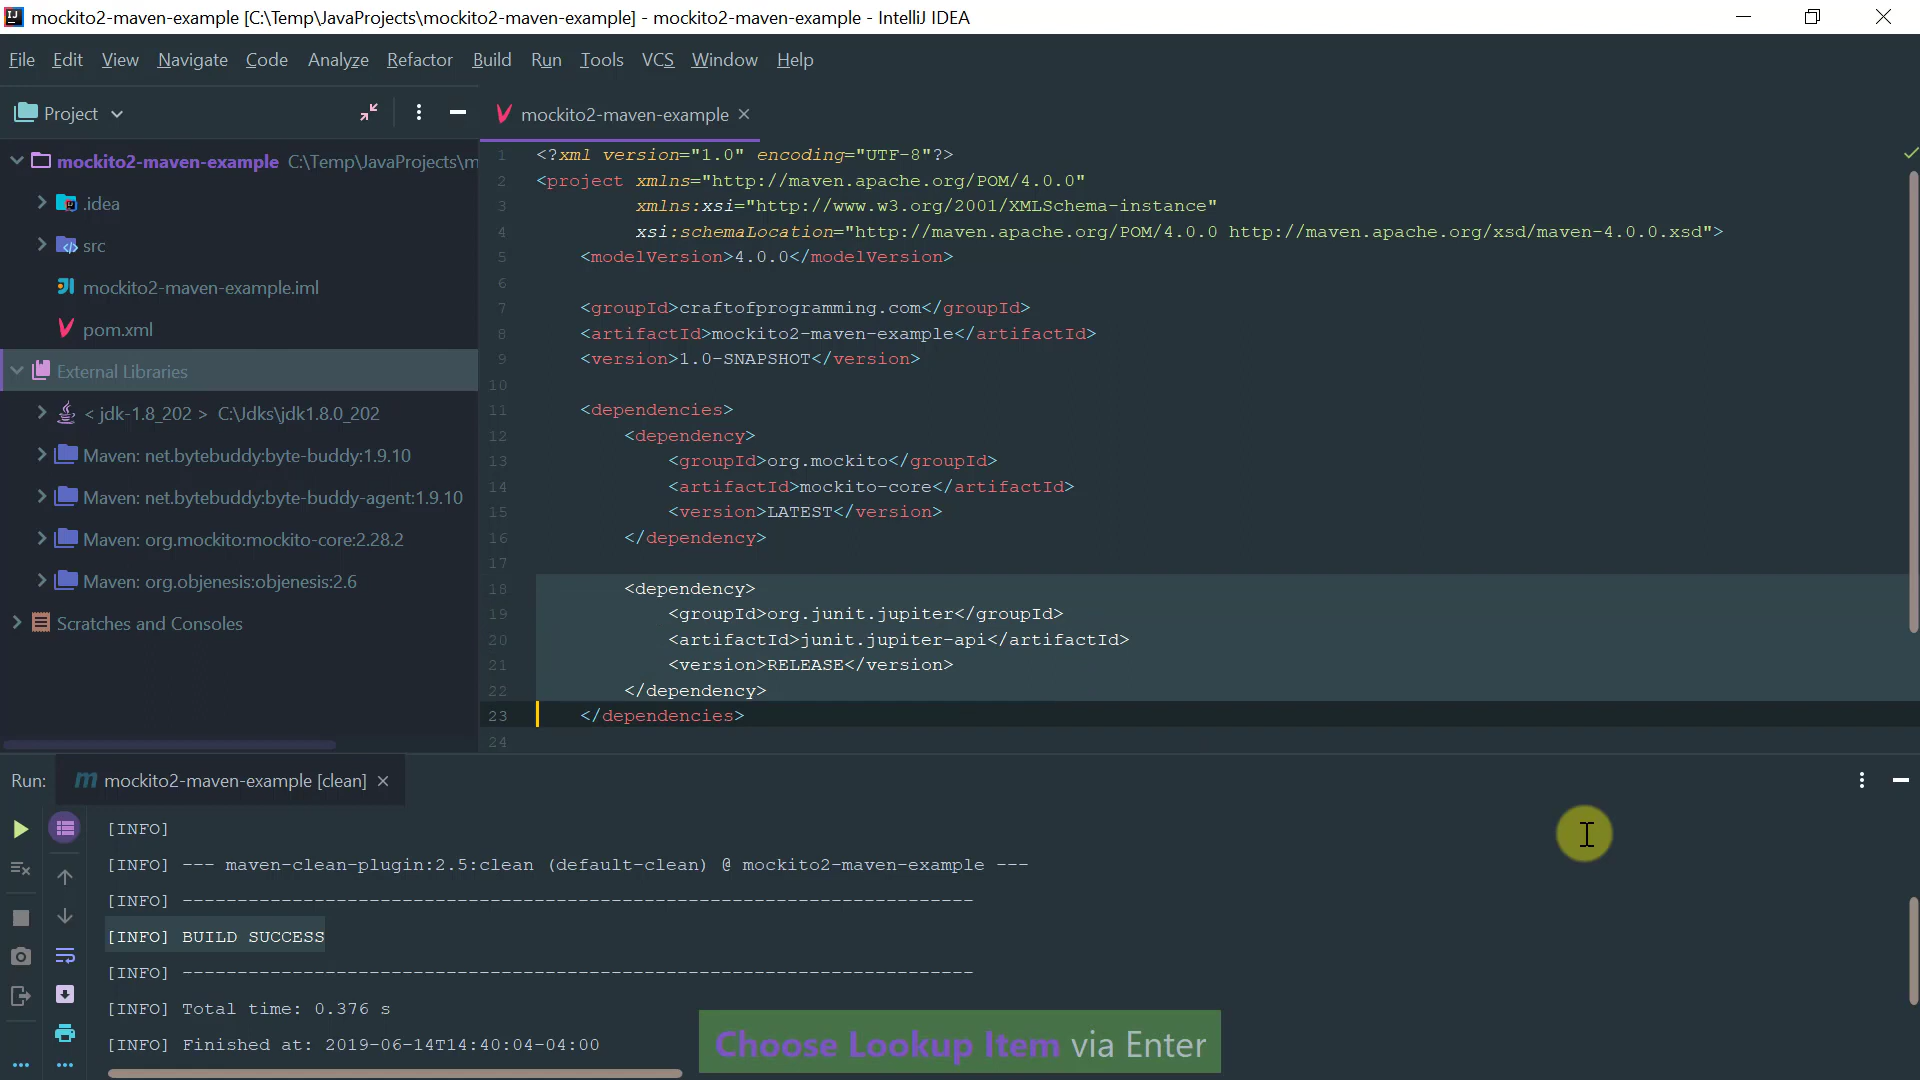 mockito2-maven-example [C:\Temp\JavaProjects\mockito2-maven-example] - mockito2-maven-example - IntelliJ IDEA
File Edit View Navigate Code Analyze Refactor Build Run Tools VCS Window Help
Project
mockito2-maven-example C:\Temp\JavaProjects\m
.idea
src
mockito2-maven-example.iml
pom.xml
External Libraries
< jdk-1.8_202 > C:\Jdks\jdk1.8.0_202
Maven: net.bytebuddy:byte-buddy:1.9.10
Maven: net.bytebuddy:byte-buddy-agent:1.9.10
Maven: org.mockito:mockito-core:2.28.2
Maven: org.objenesis:objenesis:2.6
Scratches and Consoles
mockito2-maven-example
1 <?xml version="1.0" encoding="UTF-8"?>
2 <project xmlns="http://maven.apache.org/POM/4.0.0"
3 xmlns:xsi="http://www.w3.org/2001/XMLSchema-instance"
4 xsi:schemaLocation="http://maven.apache.org/POM/4.0.0 http://maven.apache.org/xsd/maven-4.0.0.xsd">
5 <modelVersion>4.0.0</modelVersion>
6
7 <groupId>craftofprogramming.com</groupId>
8 <artifactId>mockito2-maven-example</artifactId>
9 <version>1.0-SNAPSHOT</version>
10
11 <dependencies>
12 <dependency>
13 <groupId>org.mockito</groupId>
14 <artifactId>mockito-core</artifactId>
15 <version>LATEST</version>
16 </dependency>
17
18 <dependency>
19 <groupId>org.junit.jupiter</groupId>
20 <artifactId>junit.jupiter-api</artifactId>
21 <version>RELEASE</version>
22 </dependency>
23 </dependencies>
24
Run: mockito2-maven-example [clean]
[INFO]
[INFO] --- maven-clean-plugin:2.5:clean (default-clean) @ mockito2-maven-example ---
[INFO] ------------------------------------------------------------------------
[INFO] BUILD SUCCESS
[INFO] ------------------------------------------------------------------------
[INFO] Total time: 0.376 s
[INFO] Finished at: 2019-06-14T14:40:04-04:00
Choose Lookup Item via Enter